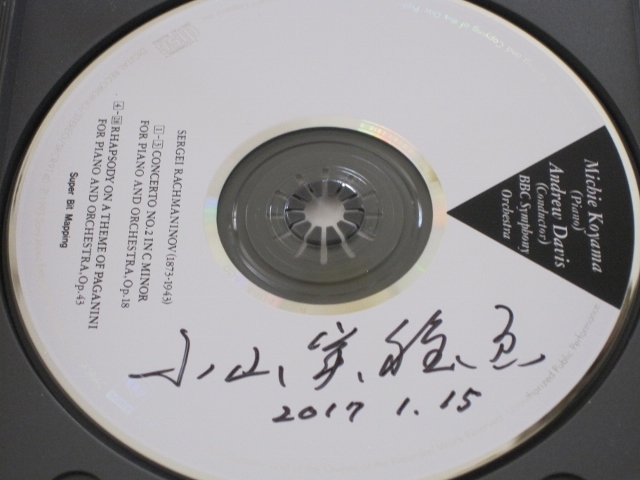 Michie Koyama
(Piano)
Andrew Davis
(Conductor)
BBC Symphony
Orchestra
SERGEI RACHMANINOV (1873-1943)
1-3 CONCERTO NO.2 IN C MINOR
FOR PIANO AND ORCHESTRA, Op.18
4-28 RHAPSODY ON A THEME OF PAGANINI
FOR PIANO AND ORCHESTRA, Op.43
Super Bit Mapping
小山実稚恵
2017 1.15